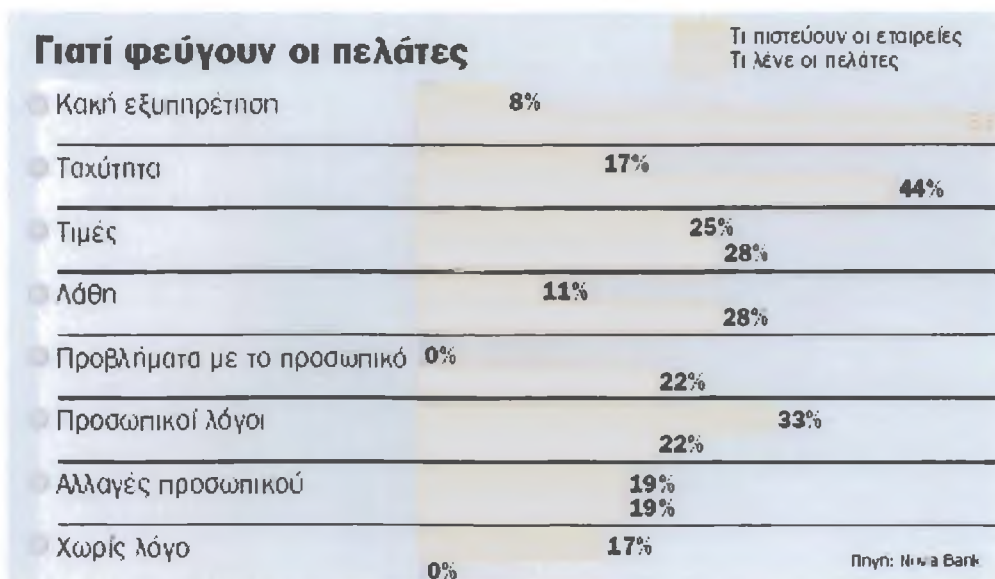 Γιατί φεύγουν οι πελάτες
Τι πιστεύουν οι εταιρείες
Τι λένε οι πελάτες
Κακή εξυπηρέτηση 8%
Ταχύτητα 17%
44%
Τιμές 25%
28%
Λάθη 11%
28%
Προβλήματα με το προσωπικό 0%
22%
Προσωπικοί λόγοι 33%
22%
Αλλαγές προσωπικού 19%
19%
Χωρίς λόγο 17%
0%
Πηγή: Bank